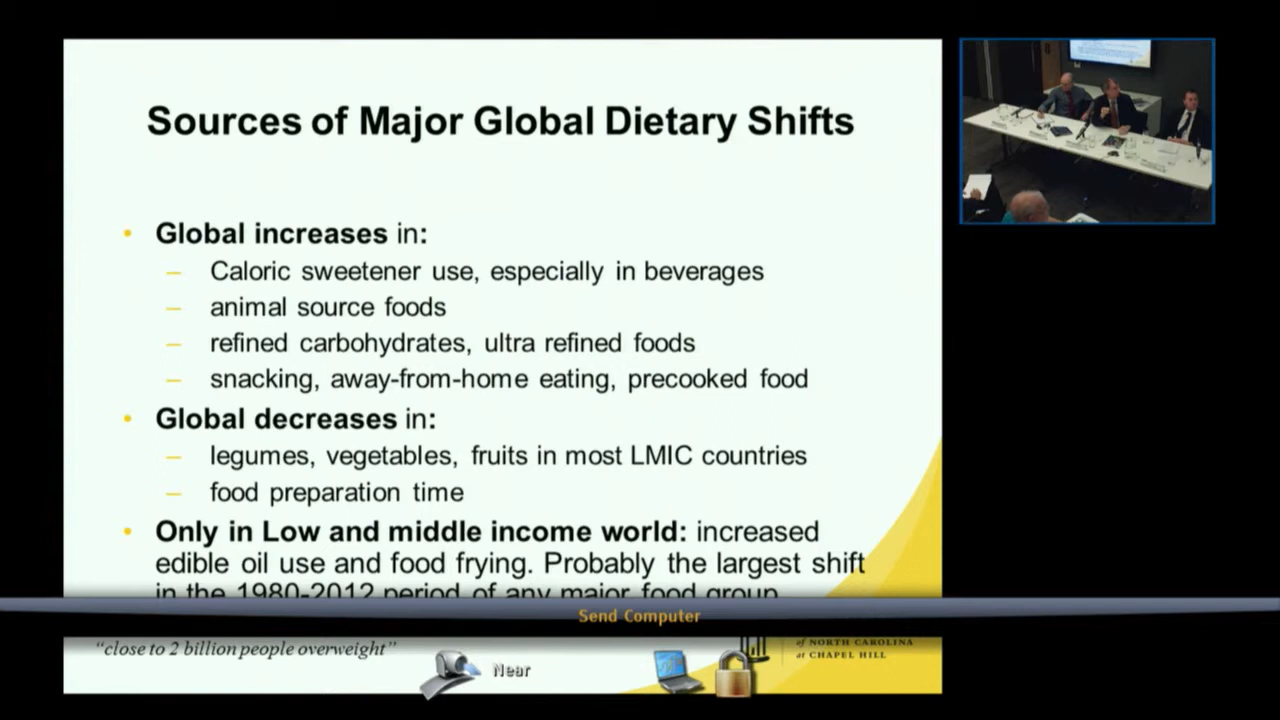 Sources of Major Global Dietary Shifts
• Global increases in:
– Caloric sweetener use, especially in beverages
– animal source foods
– refined carbohydrates, ultra refined foods
– snacking, away-from-home eating, precooked food
• Global decreases in:
– legumes, vegetables, fruits in most LMIC countries
– food preparation time
• Only in Low and middle income world: increased
edible oil use and food frying. Probably the largest shift
in the 1980-2012 period of any major food group
Send Computer
“close to 2 billion people overweight”
of NORTH CAROLINA
at CHAPEL HILL
Near